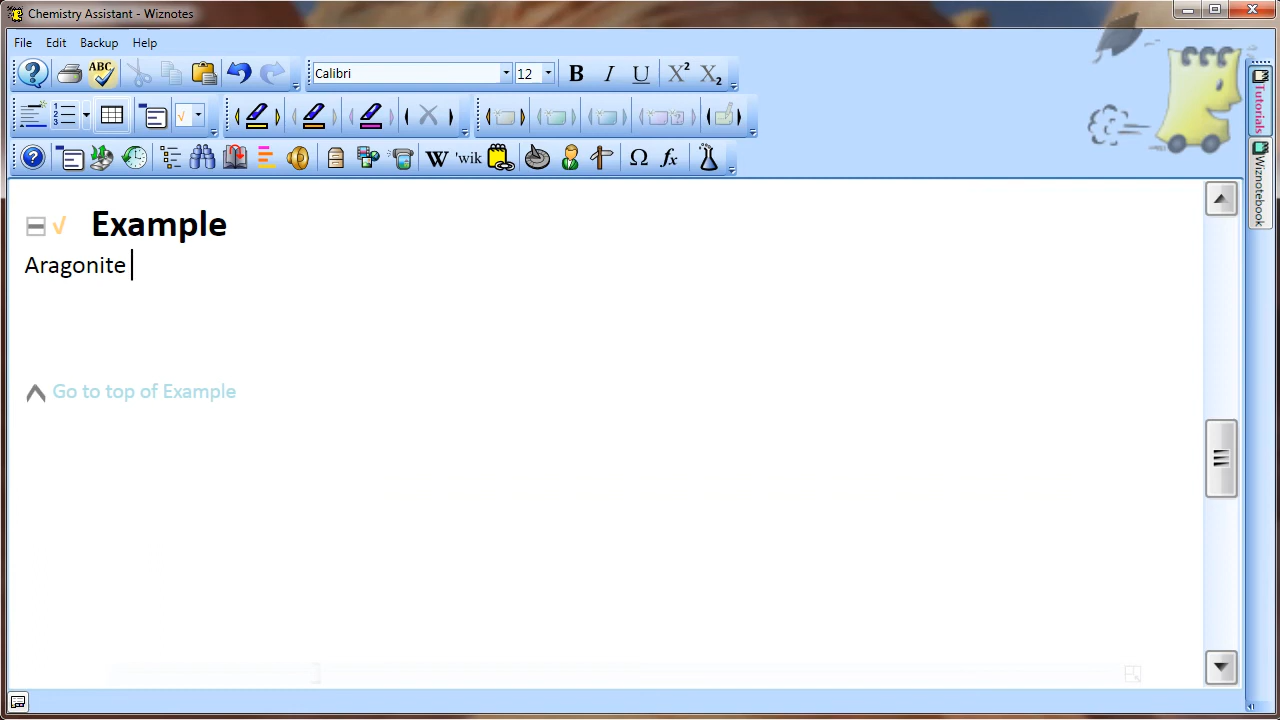 Chemistry Assistant - Wiznotes
File Edit Backup Help
ABC Calibri 12 B I U X² X₂
W 'wik Ω fx
Tutorials
Wiznotebook
Example
Aragonite
Go to top of Example